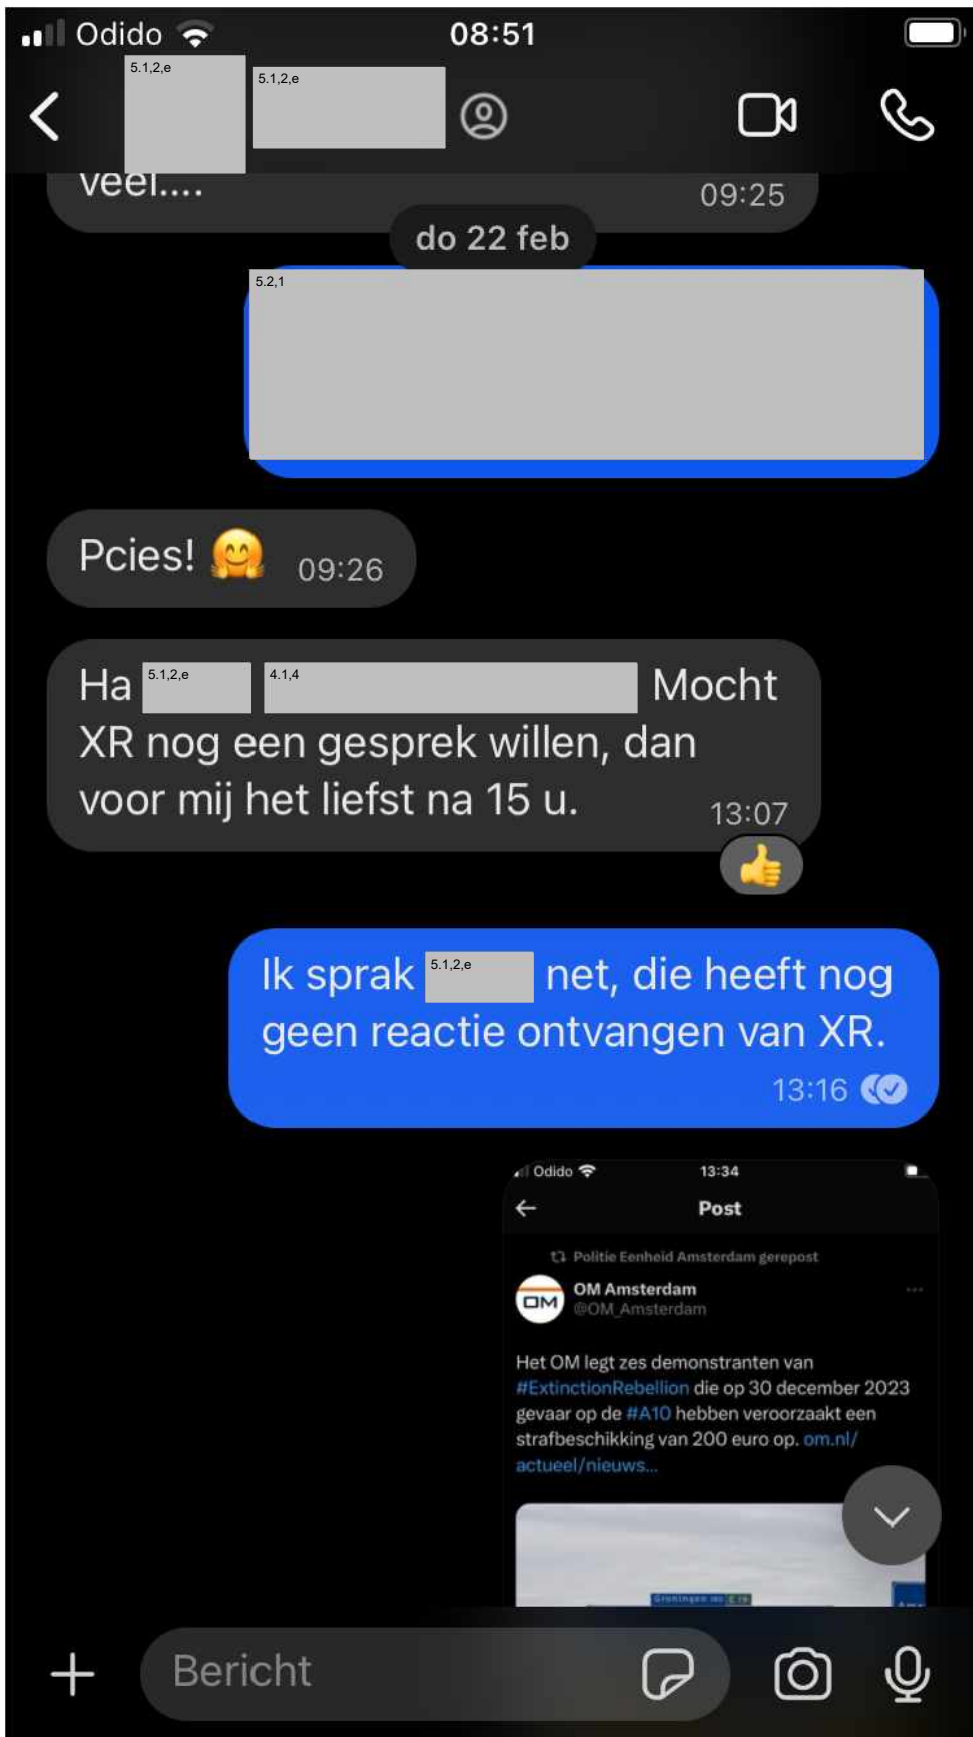 Odido 08:51
5.1,2,e
5.1,2,e
veel....
09:25
do 22 feb
5.2,1
Pcies! 🤗 09:26
Ha 5.1,2,e 4.1,4 Mocht
XR nog een gesprek willen, dan
voor mij het liefst na 15 u.
13:07
👍
Ik sprak 5.1,2,e net, die heeft nog
geen reactie ontvangen van XR.
13:16
Odido 13:34
Post
Politie Eenheid Amsterdam gerepost
OM OM Amsterdam
@OM_Amsterdam
Het OM legt zes demonstranten van
#ExtinctionRebellion die op 30 december 2023
gevaar op de #A10 hebben veroorzaakt een
strafbeschikking van 200 euro op. om.nl/
actueel/nieuws...
Groningen
Bericht